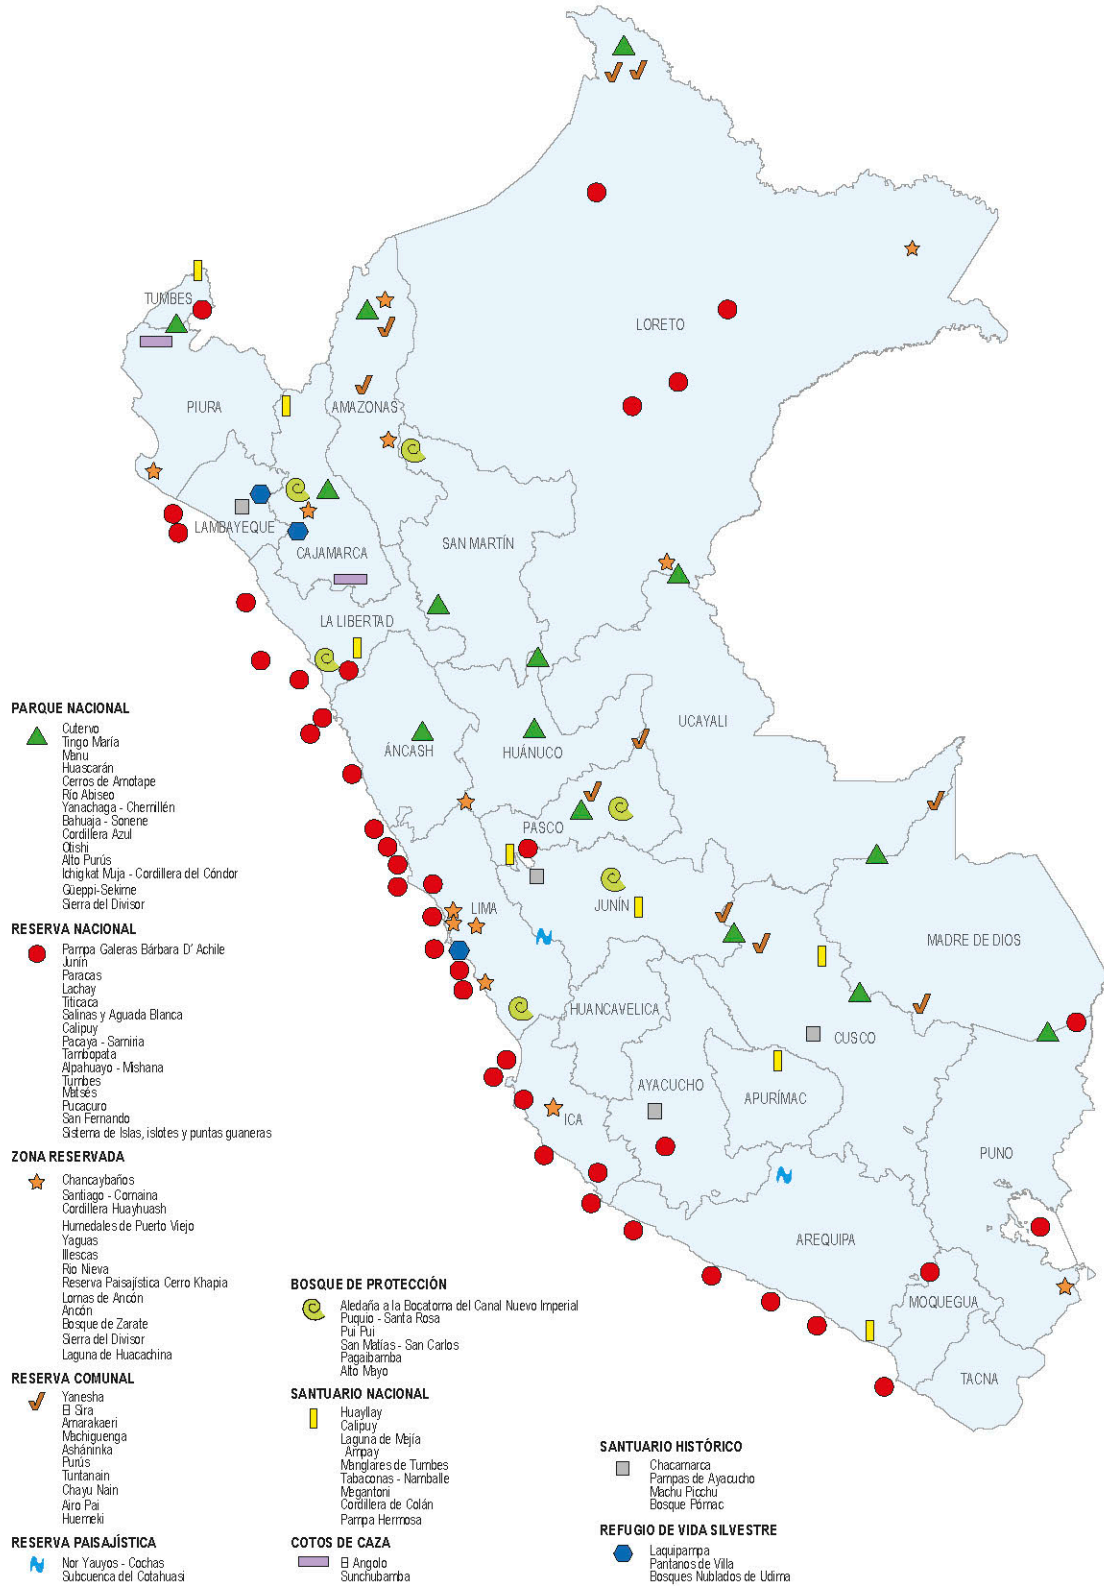 TUMBES
LORETO
PIURA
AMAZONAS
LAMBAYEQUE
CAJAMARCA
SAN MARTÍN
LA LIBERTAD
UCAYALI
ÁNCASH
HUÁNUCO
PASCO
LIMA
JUNÍN
MADRE DE DIOS
HUANCAVELICA
CUSCO
AYACUCHO
APURÍMAC
ICA
PUNO
AREQUIPA
MOQUEGUA
TACNA
PARQUE NACIONAL
Cutervo
Tingo María
Manu
Huascarán
Cerros de Amotape
Río Abiseo
Yanachaga - Chemillén
Bahuaja - Sonene
Cordillera Azul
Otishi
Alto Purús
Ichigkat Muja - Cordillera del Cóndor
Güeppi-Sekime
Sierra del Divisor
RESERVA NACIONAL
Pampa Galeras Bárbara D' Achile
Junín
Paracas
Lachay
Titicaca
Salinas y Aguada Blanca
Calipuy
Pacaya - Samiria
Tambopata
Alpahuayo - Mishana
Tumbes
Matsés
Pucacuro
San Fernando
Sistema de Islas, islotes y puntas guaneras
ZONA RESERVADA
Chancaybaños
Santiago - Comaina
Cordillera Huayhuash
Humedales de Puerto Viejo
Yaguas
Illescas
Rio Nieva
Reserva Paisajística Cerro Khapia
Lomas de Ancón
Ancón
Bosque de Zarate
Sierra del Divisor
Laguna de Huacachina
RESERVA COMUNAL
Yanesha
El Sira
Amarakaeri
Machiguenga
Asháninka
Purús
Tuntanain
Chayu Nain
Airo Pai
Huemeki
RESERVA PAISAJÍSTICA
Nor Yauyos - Cochas
Subcuenca del Cotahuasi
BOSQUE DE PROTECCIÓN
Aledaña a la Bocatoma del Canal Nuevo Imperial
Puquio - Santa Rosa
Pui Pui
San Matías - San Carlos
Pagaibamba
Alto Mayo
SANTUARIO NACIONAL
Huayllay
Calipuy
Laguna de Mejía
Ampay
Manglares de Tumbes
Tabaconas - Namballe
Megantoni
Cordillera de Colán
Pampa Hermosa
COTOS DE CAZA
El Angolo
Sunchubamba
SANTUARIO HISTÓRICO
Chacamarca
Pampas de Ayacucho
Machu Picchu
Bosque Pómac
REFUGIO DE VIDA SILVESTRE
Laquipampa
Pantanos de Villa
Bosques Nublados de Udima